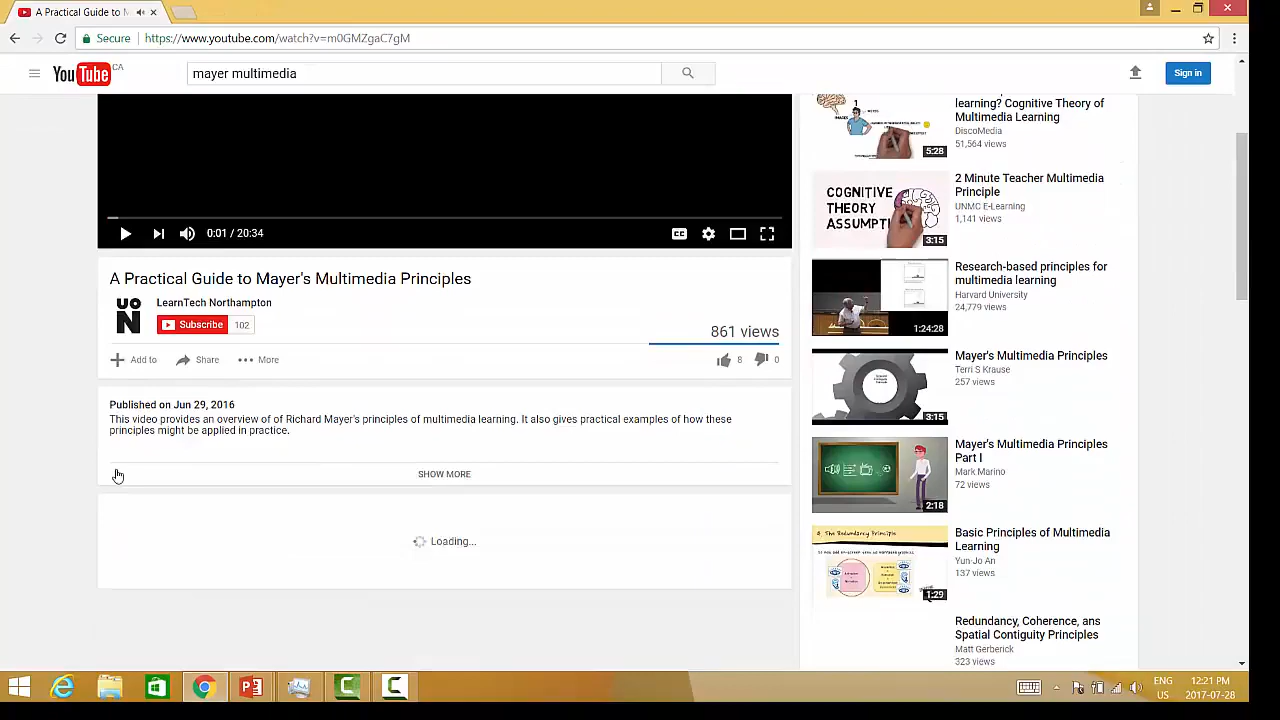 A Practical Guide to M
Secure
https://www.youtube.com/watch?v=m0GMZgaC7gM
YouTube CA
mayer multimedia
Sign in
learning? Cognitive Theory of
Multimedia Learning
DiscoMedia
51,564 views
5:28
2 Minute Teacher Multimedia
Principle
UNMC E-Learning
1,141 views
COGNITIVE
THEORY
ASSUMPTI
3:15
0:01 / 20:34
A Practical Guide to Mayer's Multimedia Principles
UO
N
LearnTech Northampton
Subscribe 102
861 views
Add to
Share
More
8
0
Research-based principles for
multimedia learning
Harvard University
24,779 views
1:24:28
Mayer's Multimedia Principles
Terri S Krause
257 views
3:15
Published on Jun 29, 2016
This video provides an overview of of Richard Mayer's principles of multimedia learning. It also gives practical examples of how these
principles might be applied in practice.
SHOW MORE
Mayer's Multimedia Principles
Part I
Mark Marino
72 views
2:18
Loading...
Basic Principles of Multimedia
Learning
Yun-Jo An
137 views
The Redundancy Principle
1:29
Redundancy, Coherence, ans
Spatial Contiguity Principles
Matt Gerberick
323 views
ENG
US
12:21 PM
2017-07-28